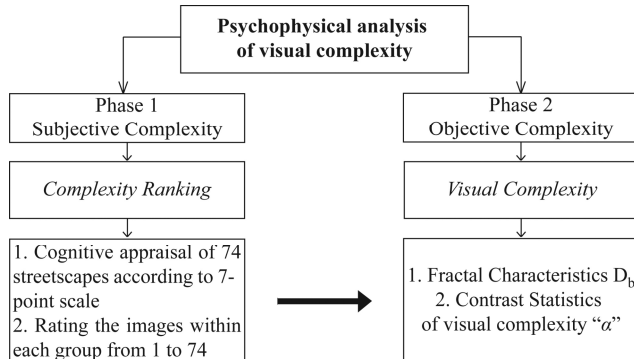 Psychophysical analysis
of visual complexity
Phase 1
Subjective Complexity
Phase 2
Objective Complexity
Complexity Ranking
Visual Complexity
1. Cognitive appraisal of 74
streetscapes according to 7-
point scale
2. Rating the images within
each group from 1 to 74
1. Fractal Characteristics D_b
2. Contrast Statistics
of visual complexity “α”